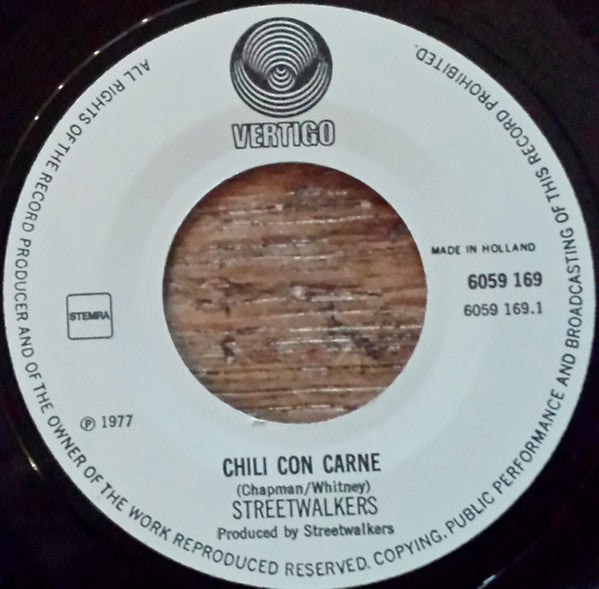 VERTIGO
MADE IN HOLLAND
6059 169
6059 169.1
STEMRA
℗ 1977
CHILI CON CARNE
(Chapman/Whitney)
STREETWALKERS
Produced by Streetwalkers
ALL RIGHTS OF THE RECORD PRODUCER AND OF THE OWNER OF THE WORK REPRODUCED RESERVED. COPYING, PUBLIC PERFORMANCE AND BROADCASTING OF THIS RECORD PROHIBITED.